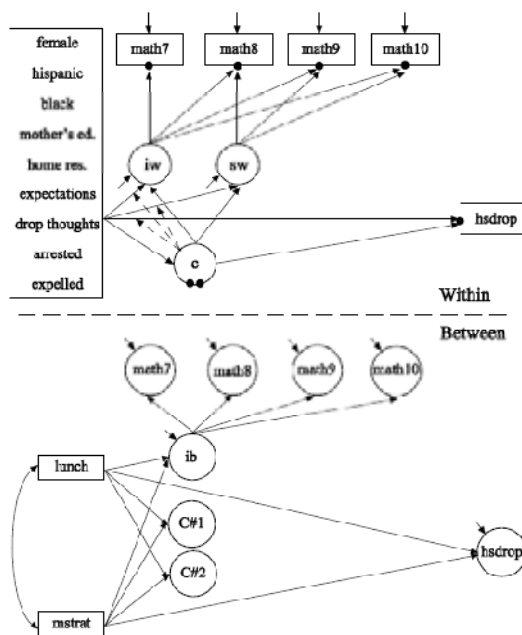 female
hispanic
black
mother's ed.
home res.
expectations
drop thoughts
arrested
expelled
math7
math8
math9
math10
iw
sw
c
hsdrop
Within
Between
math7
math8
math9
math10
ib
lunch
C#1
C#2
hsdrop
mstrat